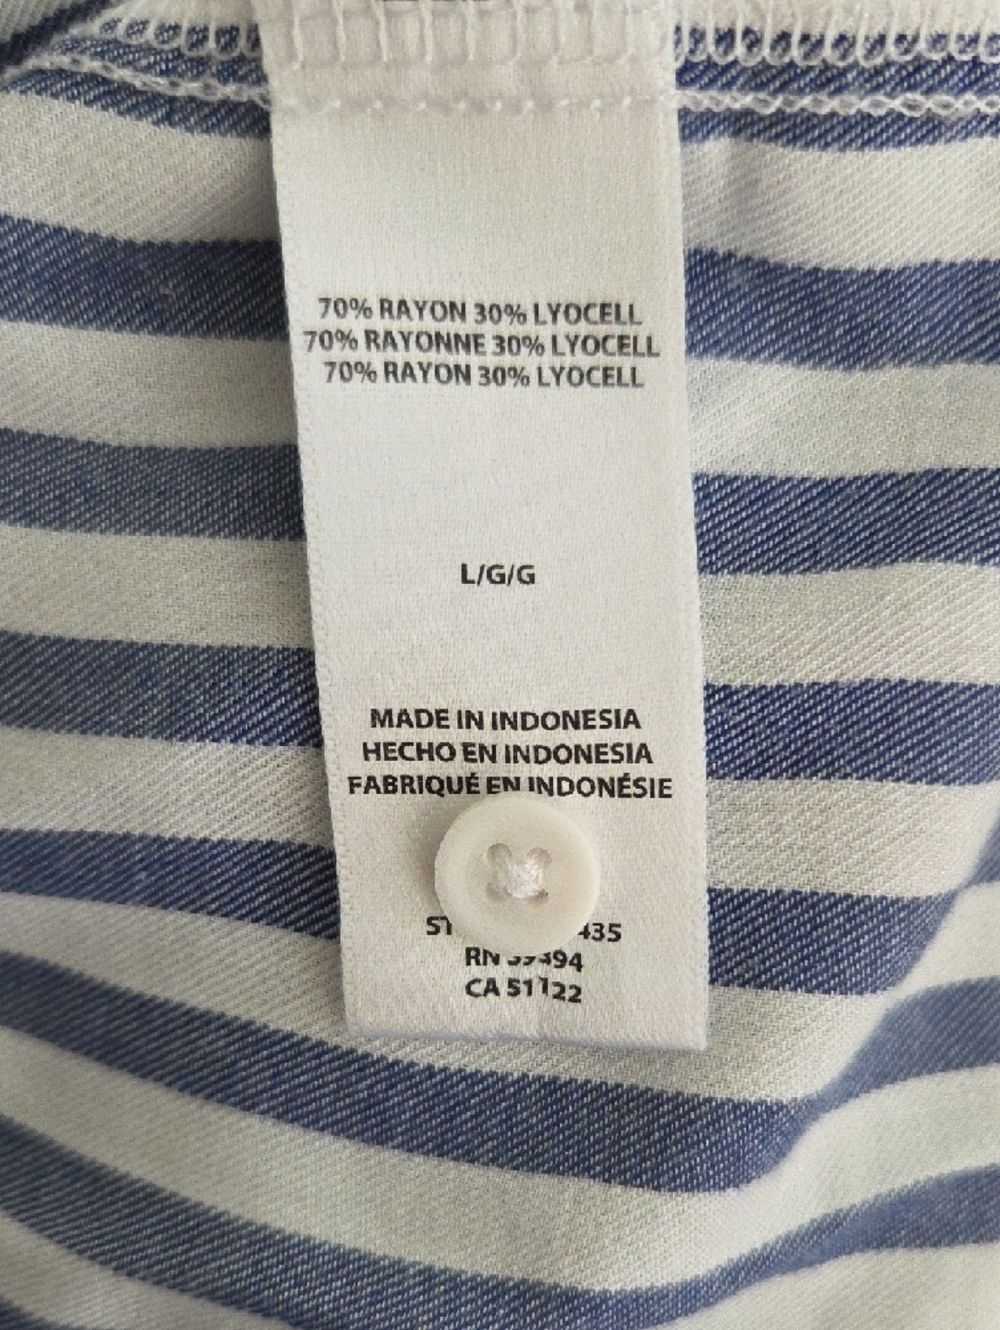 70% RAYON 30% LYOCELL
70% RAYONNE 30% LYOCELL
70% RAYON 30% LYOCELL
L/G/G
MADE IN INDONESIA
HECHO EN INDONESIA
FABRIQUÉ EN INDONÉSIE
RN
CA 51122